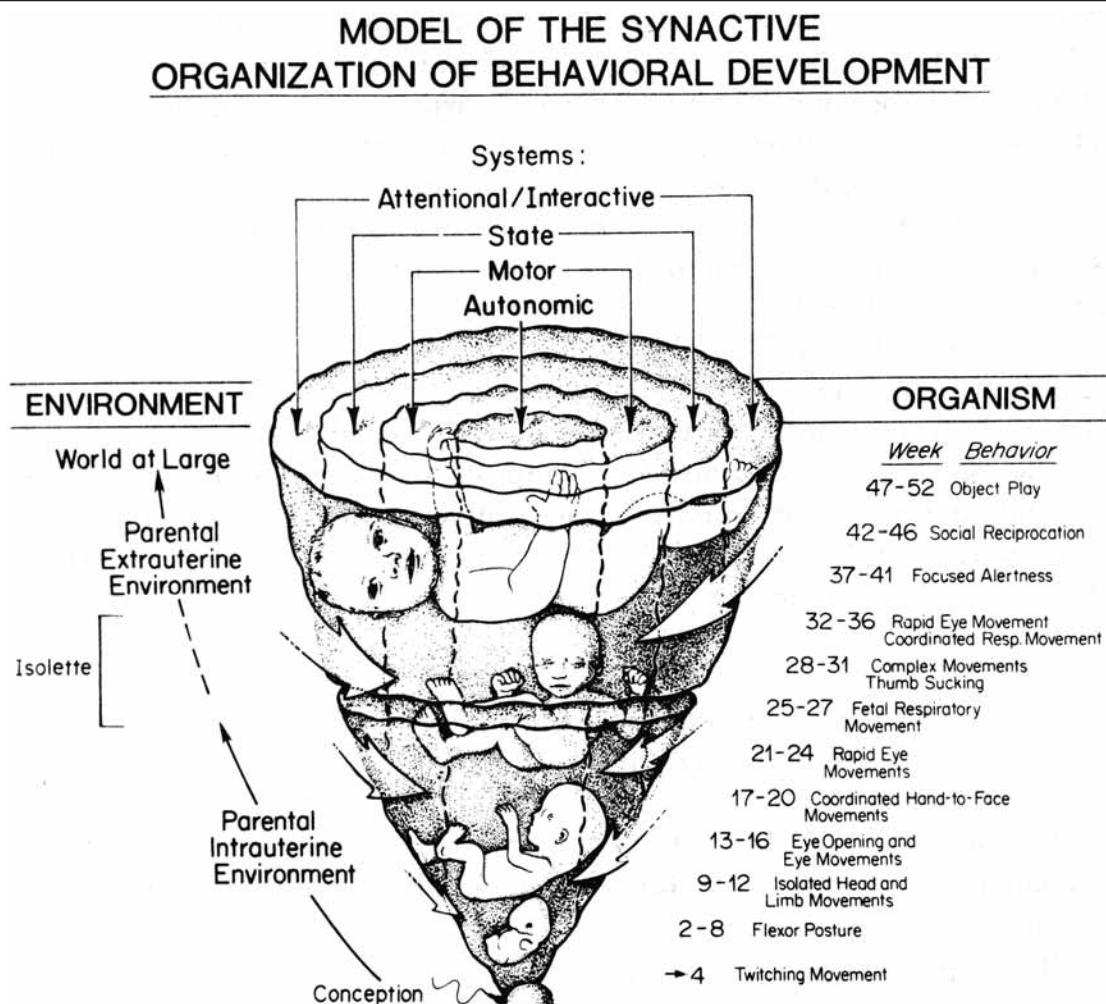 MODEL OF THE SYNACTIVE
ORGANIZATION OF BEHAVIORAL DEVELOPMENT
Systems :
Attentional/Interactive
State
Motor
Autonomic
ENVIRONMENT
World at Large
Parental
Extrauterine
Environment
Isolette
Parental
Intrauterine
Environment
Conception
ORGANISM
Week Behavior
47-52 Object Play
42-46 Social Reciprocation
37-41 Focused Alertness
32-36 Rapid Eye Movement
Coordinated Resp. Movement
28-31 Complex Movements
Thumb Sucking
25-27 Fetal Respiratory
Movement
21-24 Rapid Eye
Movements
17-20 Coordinated Hand-to-Face
Movements
13-16 Eye Opening and
Eye Movements
9-12 Isolated Head and
Limb Movements
2-8 Flexor Posture
→4 Twitching Movement